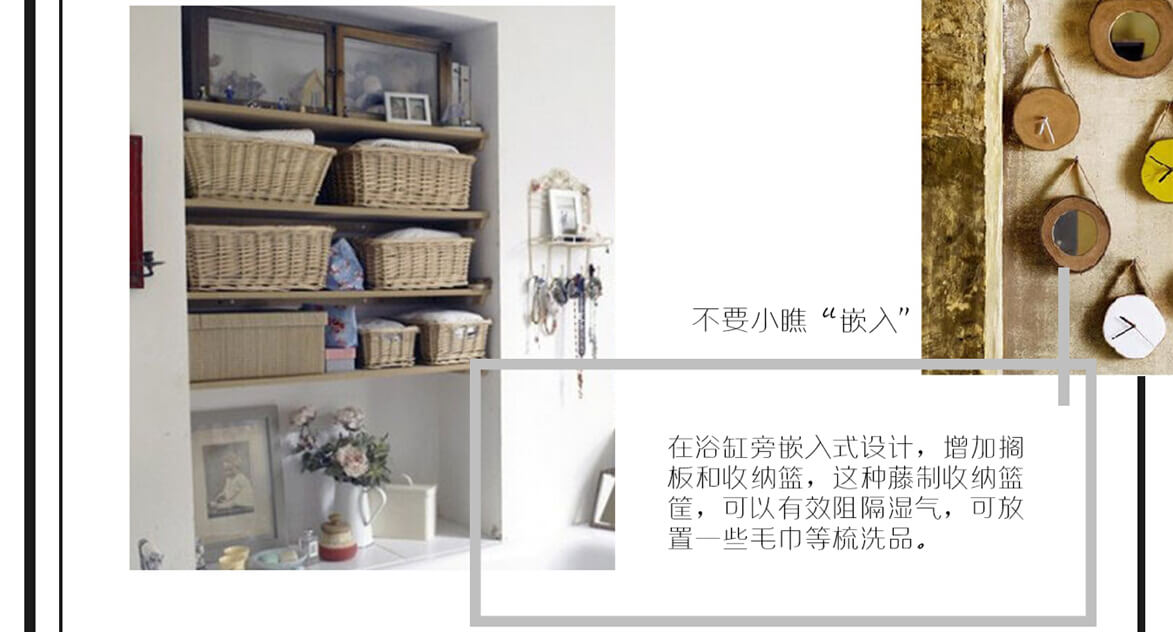 不要小瞧“嵌入”
在浴缸旁嵌入式设计，增加搁
板和收纳篮，这种藤制收纳篮
筐，可以有效阻隔湿气，可放
置一些毛巾等梳洗品。